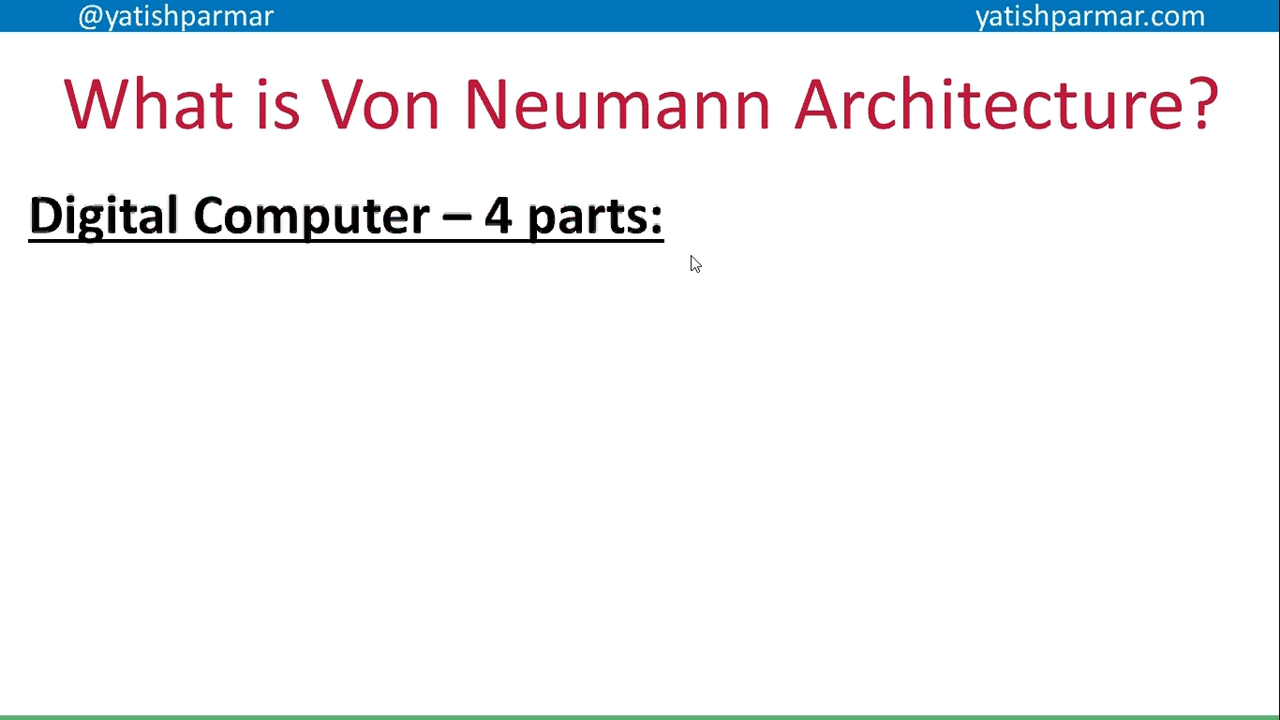 @yatishparmar
yatishparmar.com
What is Von Neumann Architecture?
Digital Computer – 4 parts: